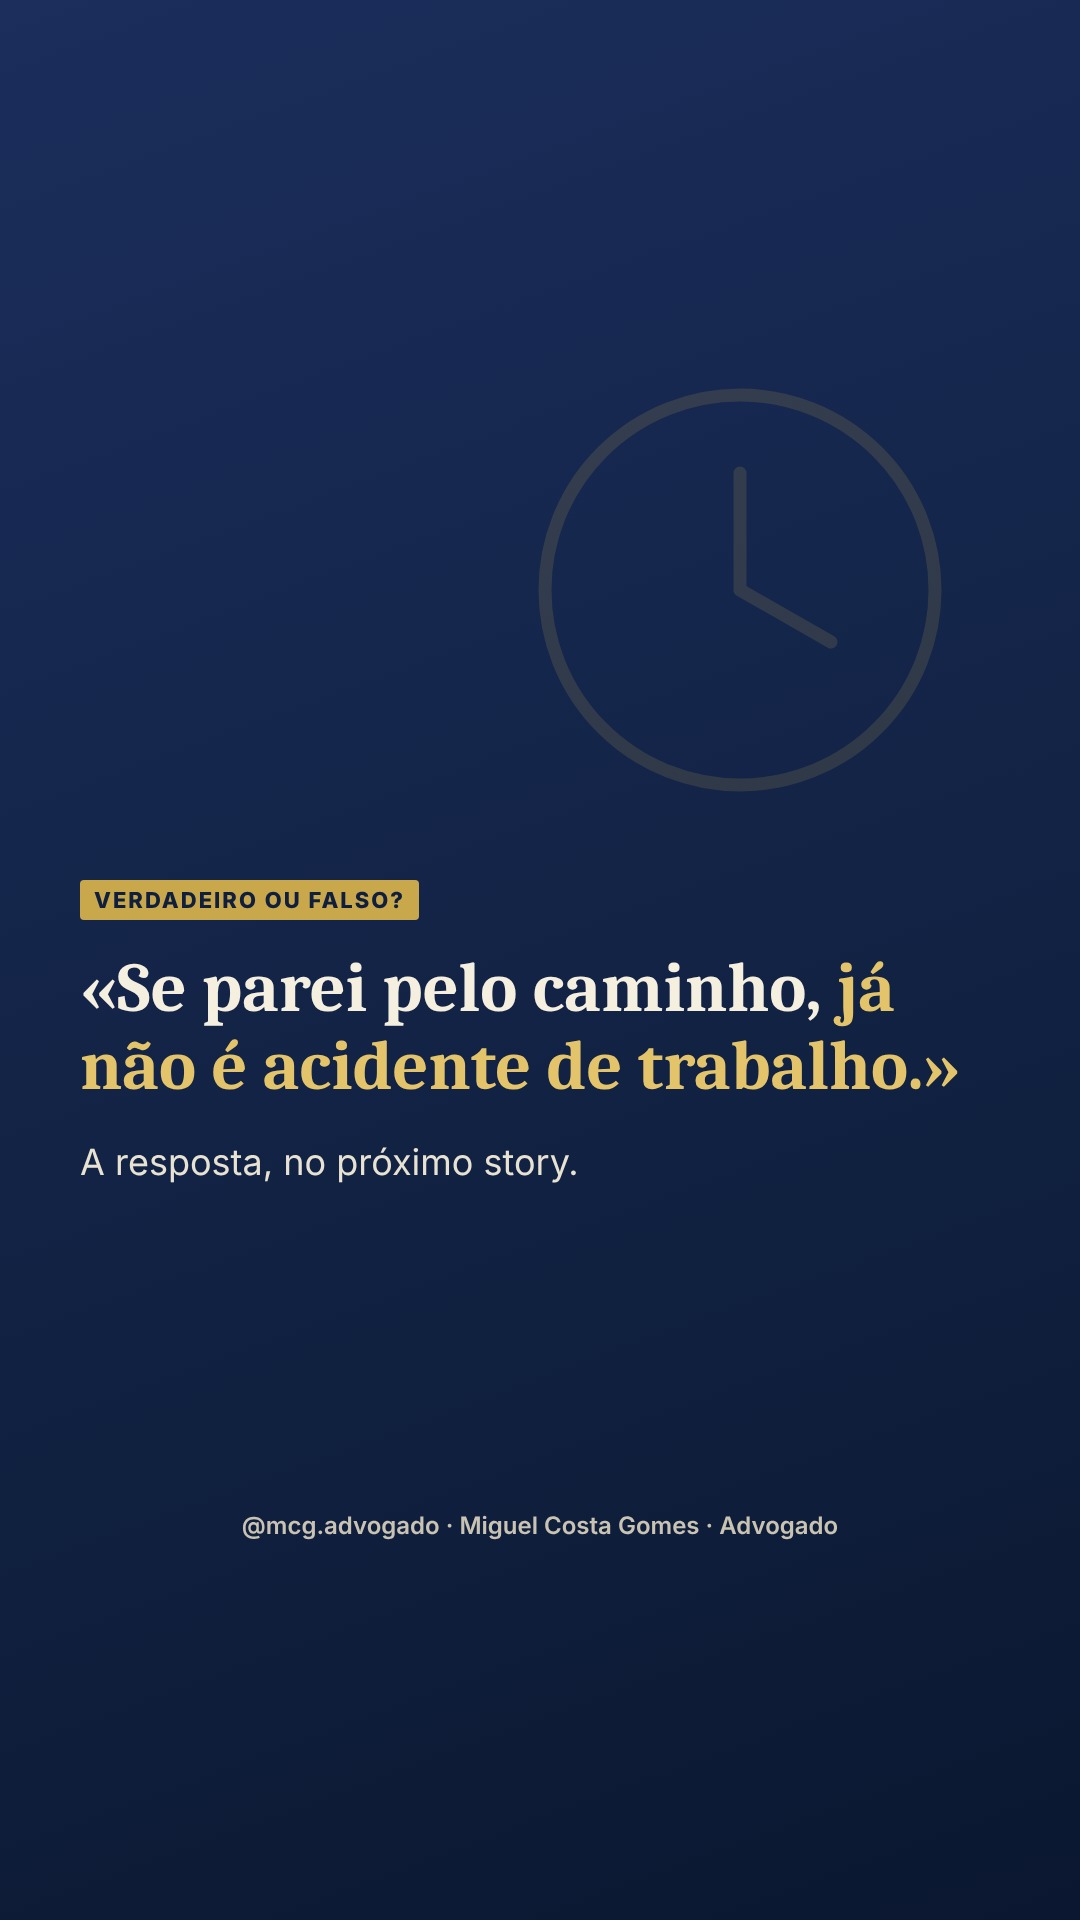 VERDADEIRO OU FALSO?
«Se parei pelo caminho, já
não é acidente de trabalho.»
A resposta, no próximo story.
@mcg.advogado · Miguel Costa Gomes · Advogado